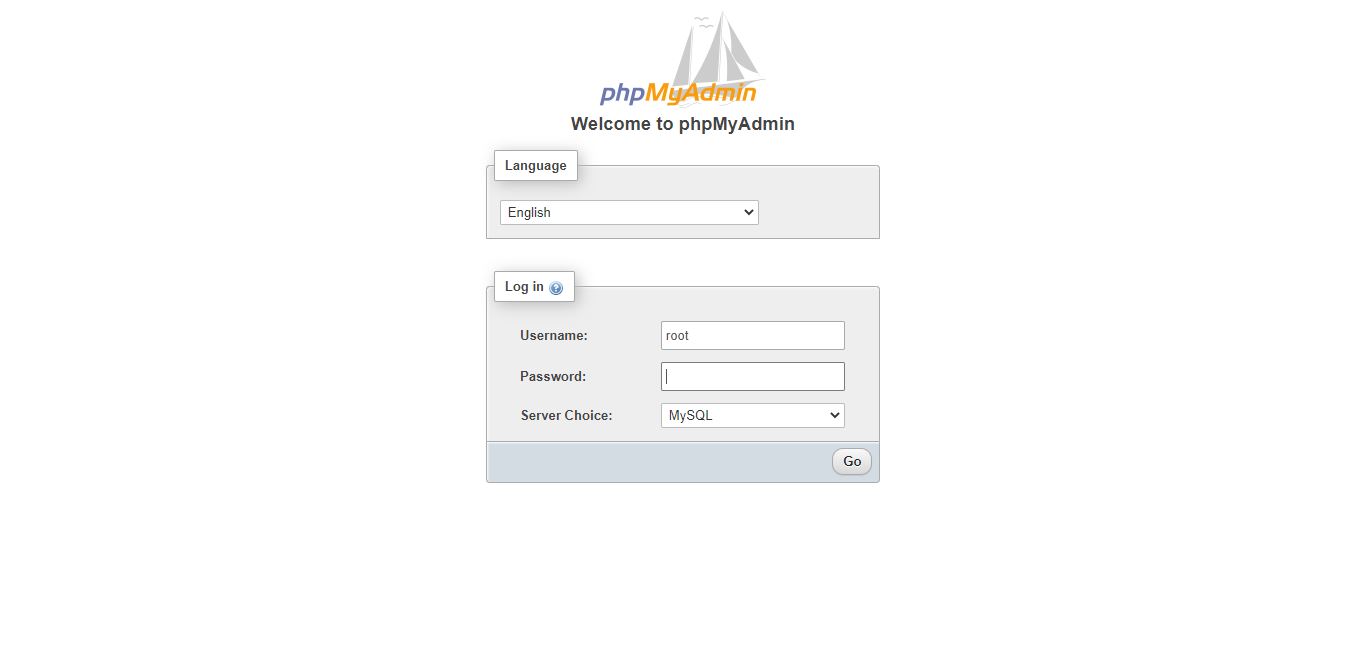 phpMyAdmin
Welcome to phpMyAdmin
Language
English
Log in
Username:
root
Password:
Server Choice:
MySQL
Go